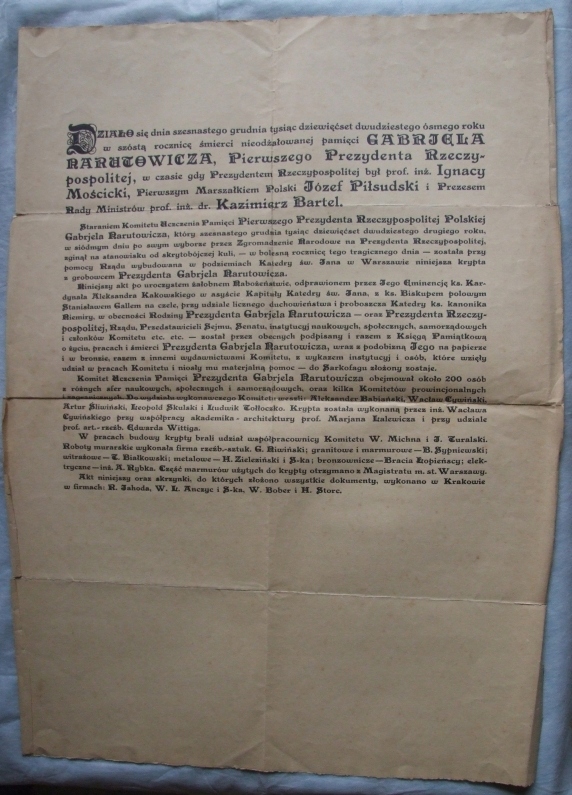 DZIAŁO się dnia szesnastego grudnia tysiąc dziewięćset dwudziestego ósmego roku
w szóstą rocznicę śmierci nieodżałowanej pamięci GABRJELA
NARUTOWICZA, Pierwszego Prezydenta Rzeczy-
pospolitej, w czasie gdy Prezydentem Rzeczypospolitej był prof. inż. Ignacy
Mościcki, Pierwszym Marszałkiem Polski Józef Piłsudski i Prezesem
Rady Ministrów prof. inż. dr. Kazimierz Bartel.
Staraniem Komitetu Uczczenia Pamięci Pierwszego Prezydenta Rzeczypospolitej Polskiej
Gabrjela Narutowicza, który szesnastego grudnia tysiąc dziewięćset dwudziestego drugiego roku,
w siódmym dniu po swym wyborze przez Zgromadzenie Narodowe na Prezydenta Rzeczypospolitej,
zginął na stanowisku od skrytobójczej kuli, — w bolesną rocznicę tego tragicznego dnia — została przy
pomocy Rządu wybudowana w podziemiach Katedry św. Jana w Warszawie niniejsza krypta
z grobowcem Prezydenta Gabrjela Narutowicza.
Niniejszy akt po uroczystem żałobnem Nabożeństwie, odprawionem przez Jego Eminencję ks. Kar-
dynała Aleksandra Kakowskiego w asyście Kapituły Katedry św. Jana, z ks. Biskupem polowym
Stanisławem Gallem na czele, przy udziale licznego duchowieństwa i proboszcza Katedry ks. kanonika
Niemiry, w obecności Rodziny Prezydenta Gabrjela Narutowicza — oraz Prezydenta Rzeczy-
pospolitej, Rządu, Przedstawicieli Sejmu, Senatu, instytucyj naukowych, społecznych, samorządowych
i członków Komitetu etc. etc. — został przez obecnych podpisany i razem z Księgą Pamiątkową
o życiu, pracach i śmierci Prezydenta Gabrjela Narutowicza, wraz z podobizną Jego na papierze
i w bronzie, razem z innemi wydawnictwami Komitetu, z wykazem instytucyj i osób, które wzięły
udział w pracach Komitetu i niosły mu materjalną pomoc — do Sarkofagu złożony zostaje.
Komitet Uczczenia Pamięci Prezydenta Gabrjela Narutowicza obejmował około 200 osób
z różnych sfer naukowych, społecznych i samorządowych, oraz kilka Komitetów prowincjonalnych
i zagranicznych. Do wydziału wykonawczego Komitetu weszli: Aleksander Babiański, Wacław Cywiński,
Artur Śliwiński, Leopold Skulski i Ludwik Tołłoczko. Krypta została wykonaną przez inż. Wacława
Cywińskiego przy współpracy akademika - architektury prof. Marjana Lalewicza i przy udziale
prof. art.-rzeźb. Edwarda Wittiga.
W pracach budowy krypty brali udział współpracownicy Komitetu W. Michna i J. Turalski.
Roboty murarskie wykonała firma rzeźb.-sztuk. G. Riwiński; granitowe i marmurowe — B. Sypniewski;
witrażowe — T. Białkowski; metalowe — H. Zieleziński i S-ka; bronzownicze — Bracia Łopieńscy; elek-
tryczne — inż. A. Rybka. Część marmurów użytych do krypty otrzymano z Magistratu m. st. Warszawy.
Akt niniejszy oraz skrzynki, do których złożono wszystkie dokumenty, wykonano w Krakowie
w firmach: R. Jahoda, W. L. Anczyc i S-ka, W. Bober i H. Storc.